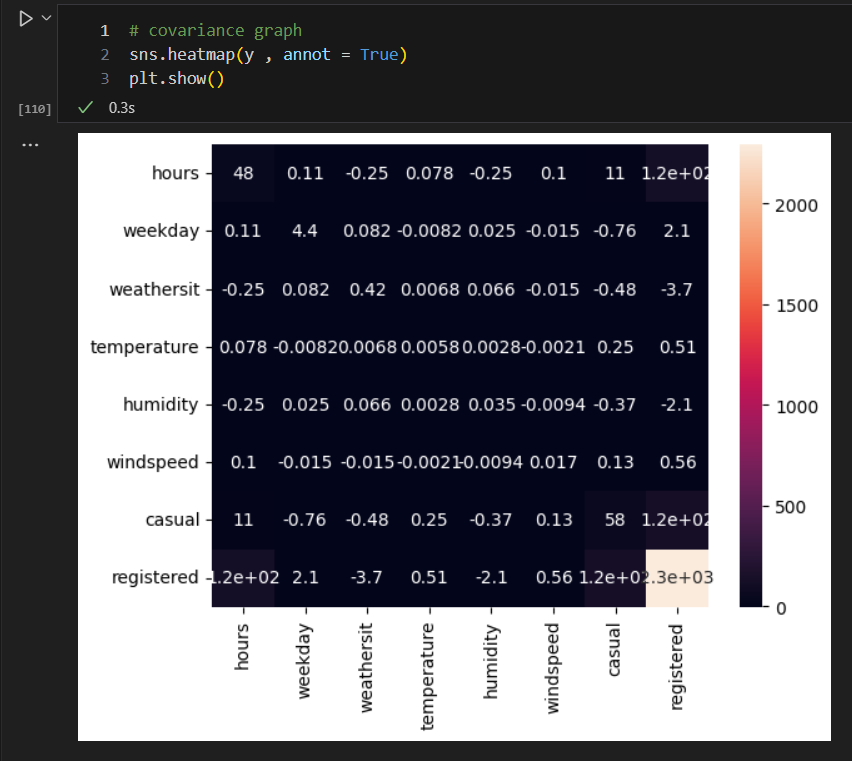 1 # covariance graph
2 sns.heatmap(y , annot = True)
3 plt.show()
[110] ✓ 0.3s
...
hours 48 0.11 -0.25 0.078 -0.25 0.1 11 1.2e+02
weekday 0.11 4.4 0.082 -0.0082 0.025 -0.015 -0.76 2.1
weathersit -0.25 0.082 0.42 0.0068 0.066 -0.015 -0.48 -3.7
temperature 0.078 -0.0082 0.0068 0.0058 0.0028 -0.0021 0.25 0.51
humidity -0.25 0.025 0.066 0.0028 0.035 -0.0094 -0.37 -2.1
windspeed 0.1 -0.015 -0.015 -0.0021 -0.0094 0.017 0.13 0.56
casual 11 -0.76 -0.48 0.25 -0.37 0.13 58 1.2e+02
registered 1.2e+02 2.1 -3.7 0.51 -2.1 0.56 1.2e+02 2.3e+03
hours weekday weathersit temperature humidity windspeed casual registered
2000
1500
1000
500
0